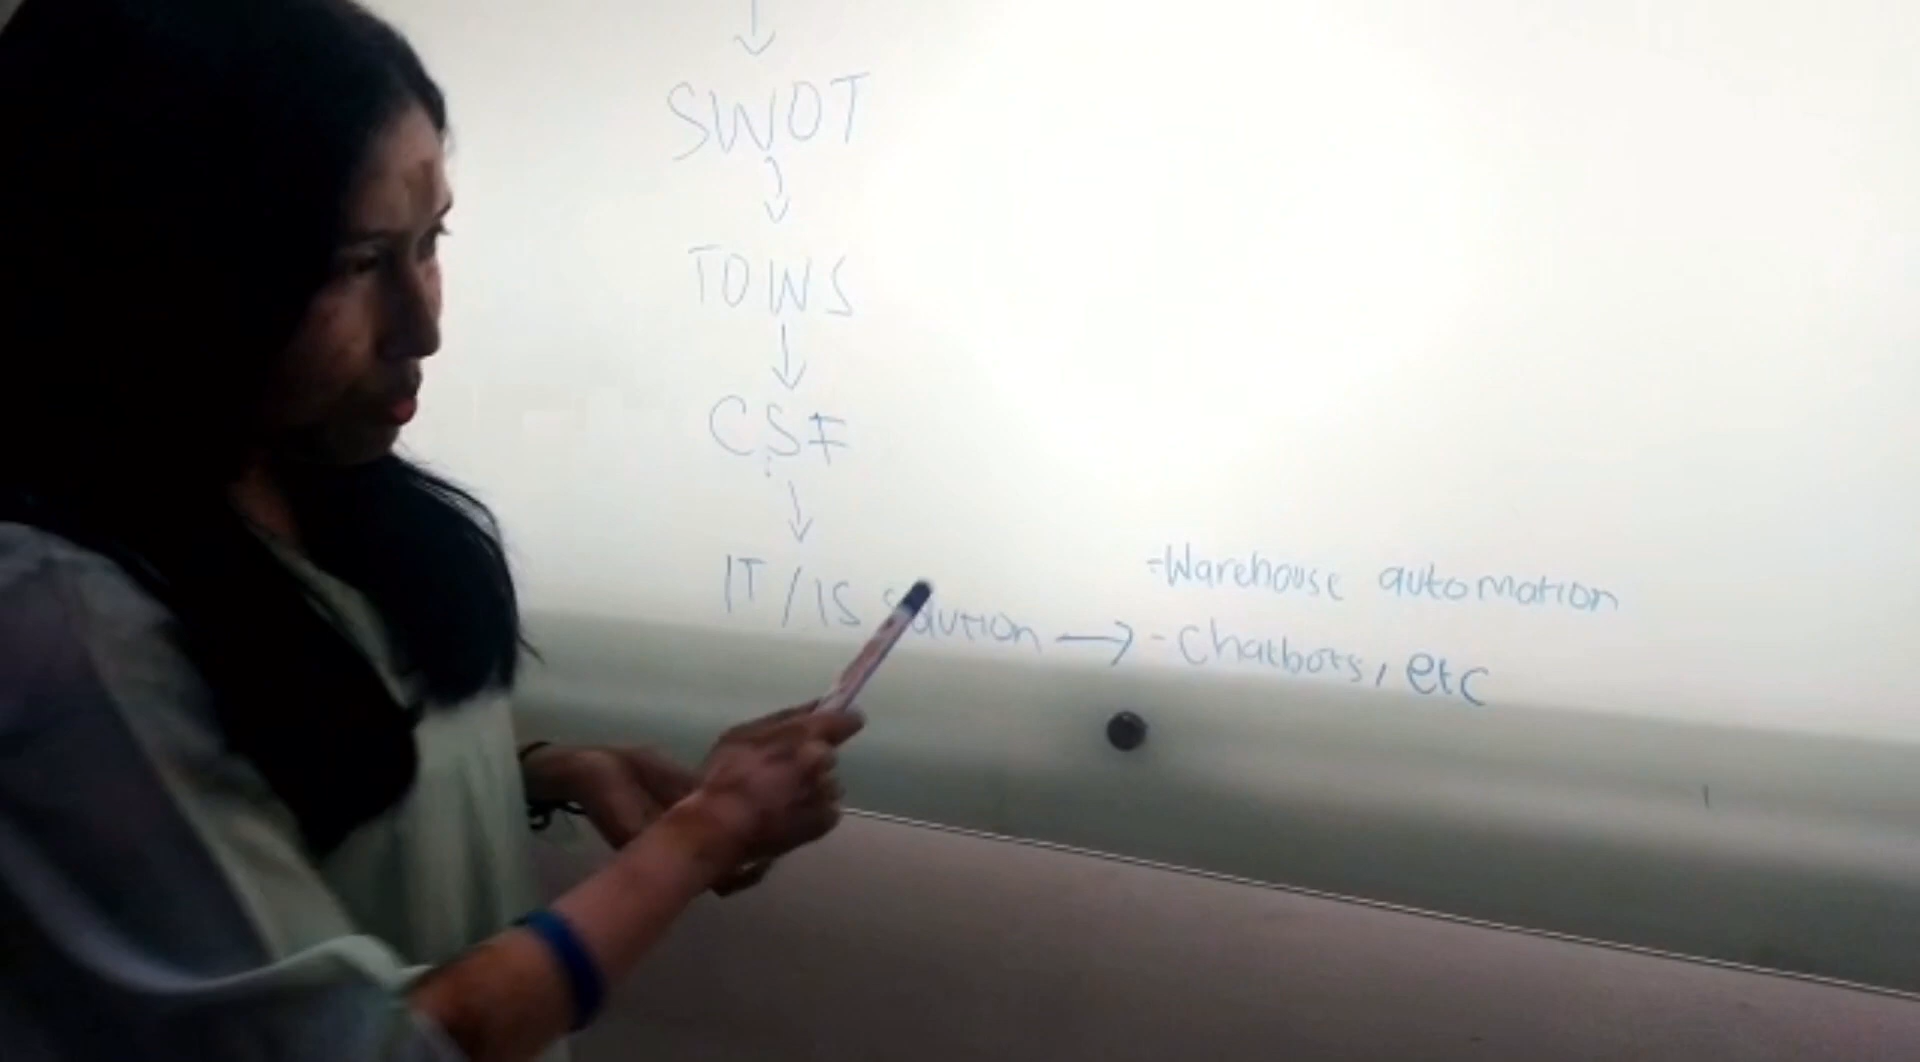 SWOT
TOWS
CSF
IT/IS Solution → - Warehouse automation
- Chatbots, etc